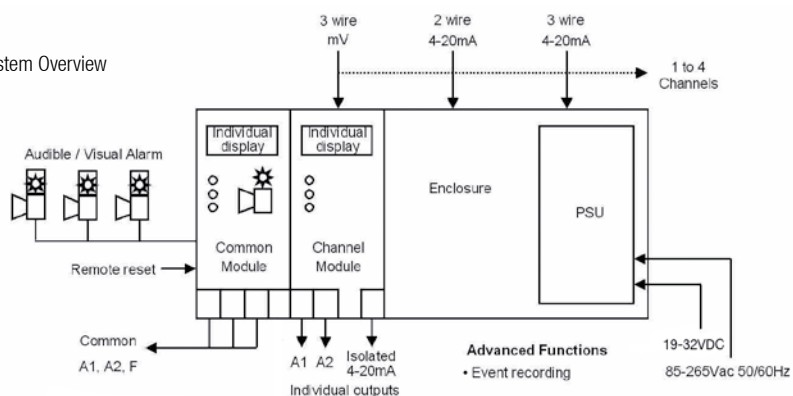 3 wire
mV
2 wire
4-20mA
3 wire
4-20mA
stem Overview
1 to 4
Channels
Audible / Visual Alarm
Individual
display
Individual
display
Enclosure
PSU
Common
Module
Channel
Module
Remote reset
Common
A1, A2, F
A1 A2
Isolated
4-20mA
Individual outputs
Advanced Functions
• Event recording
19-32VDC
85-265Vac 50/60Hz